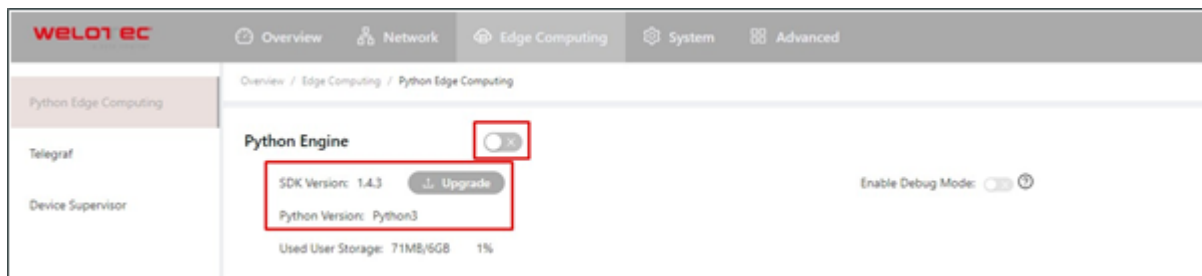 WELOTEC
Overview Network Edge Computing System Advanced
Overview / Edge Computing / Python Edge Computing
Python Edge Computing
Telegraf
Device Supervisor
Python Engine
SDK Version: 1.4.3 Upgrade
Enable Debug Mode:
Python Version: Python3
Used User Storage: 71MB/6GB 1%